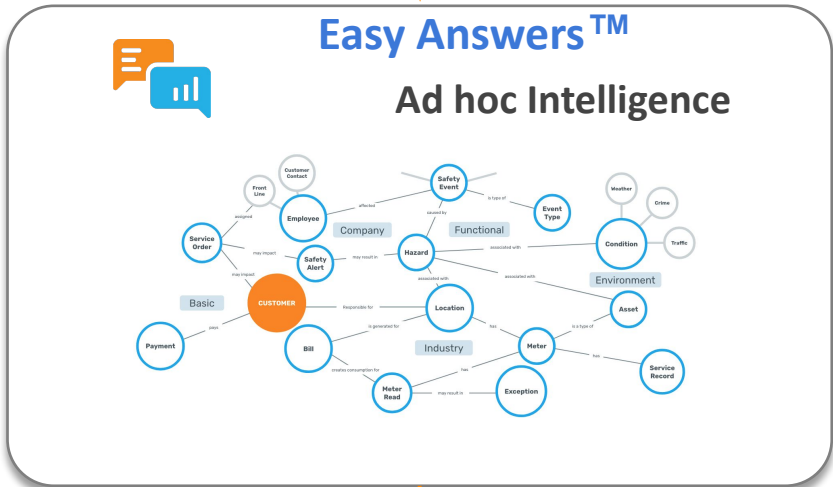 Easy Answers™
Ad hoc Intelligence
Customer
Contact
Front
Line
Safety
Event
Weather
Crime
Traffic
Employee
affected
is type of
Event
Type
assigned
caused by
Company
Functional
Service
Order
may impact
Safety
Alert
may result in
Hazard
associated with
Condition
may impact
associated with
associated with
Environment
Basic
CUSTOMER
Responsible for
Location
Asset
pays
is generated for
has
is a type of
Payment
Bill
Industry
Meter
has
creates consumption for
has
Service
Record
Meter
Read
may result in
Exception